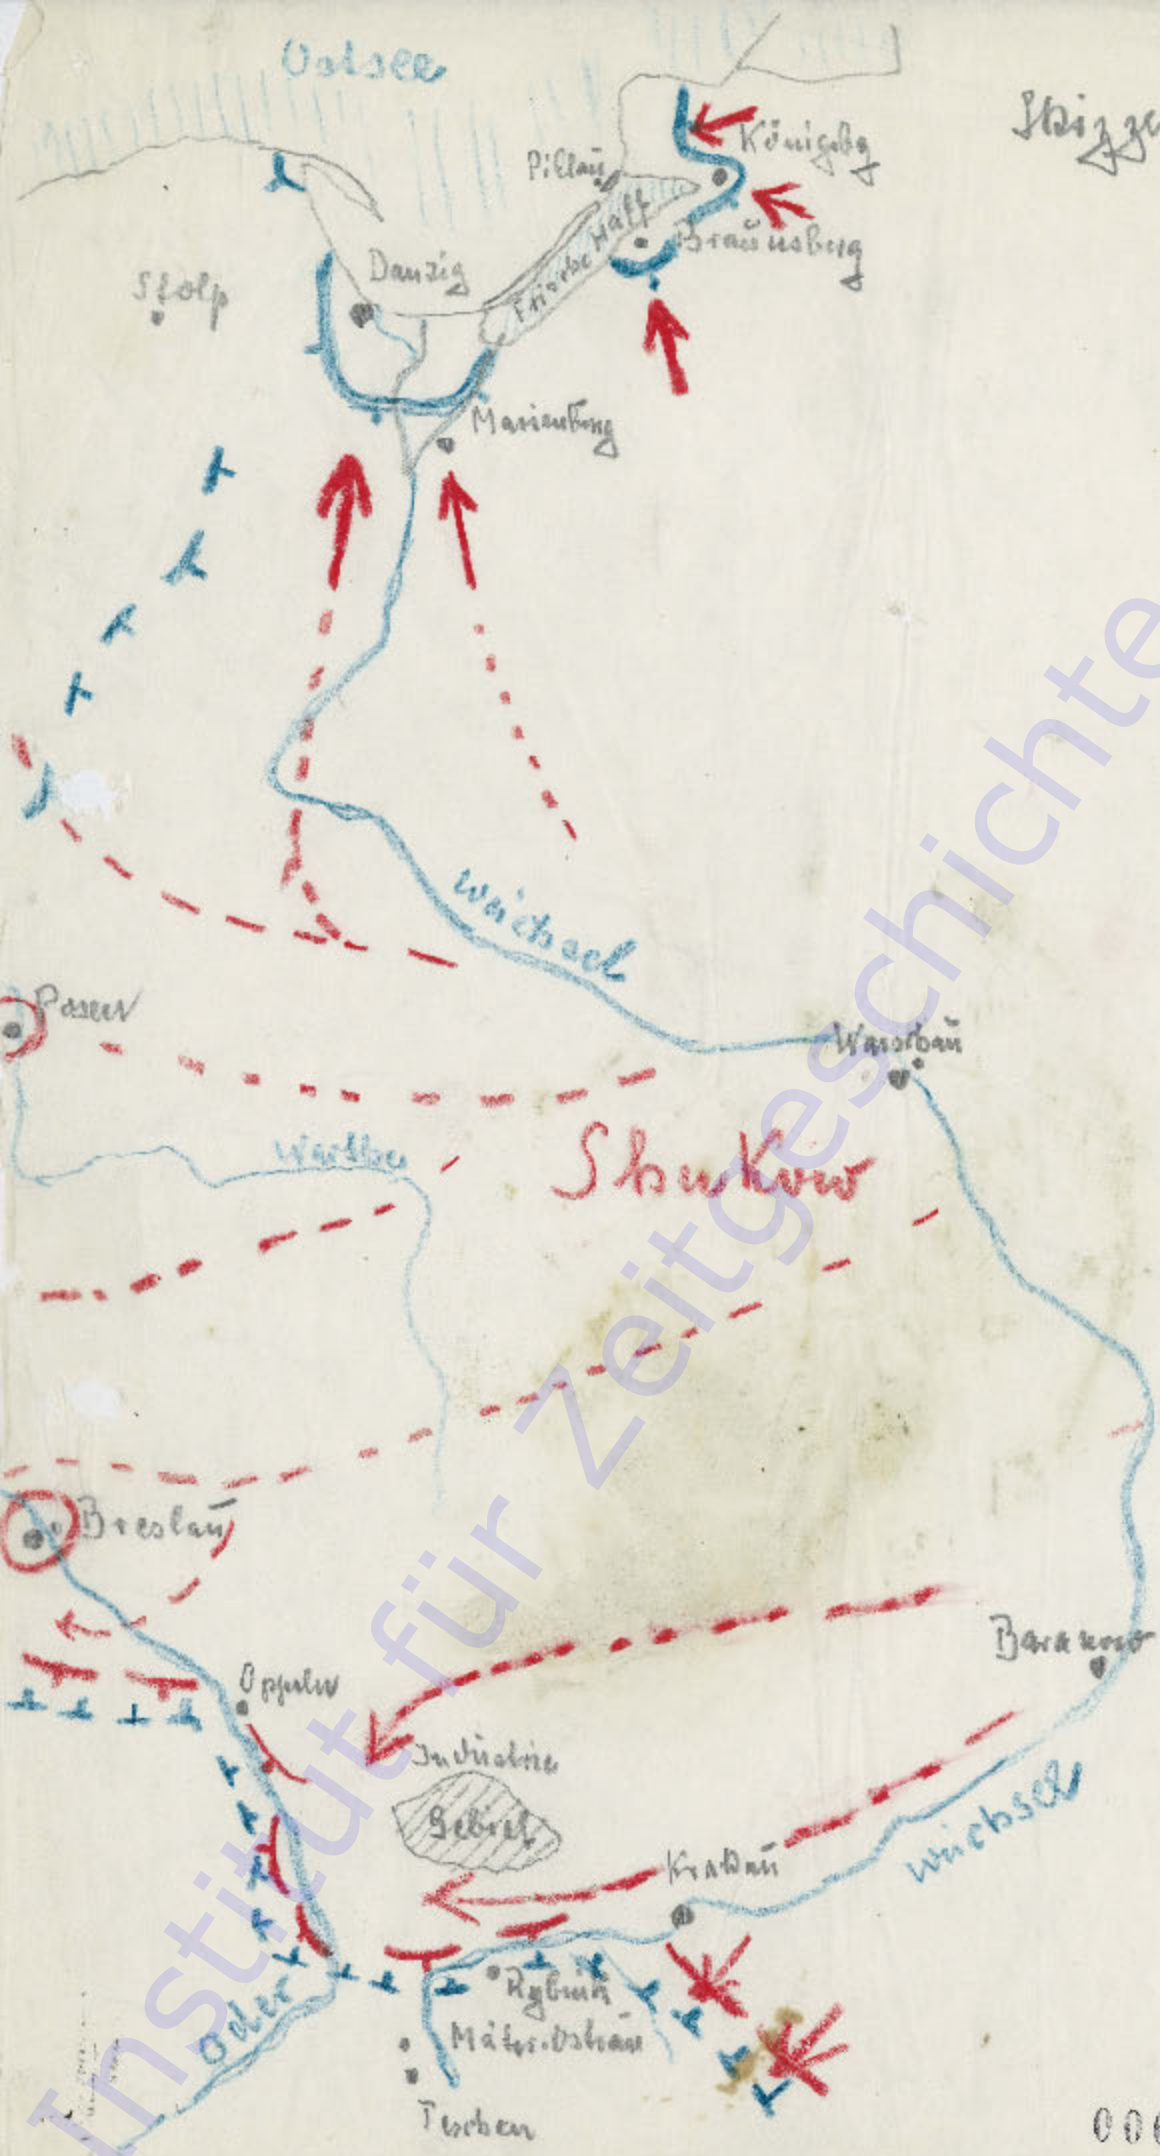 Ostsee
Skizze
Königsbg
Pillau
Frische Haff
Braunsberg
Danzig
Stolp
Marienburg
Weichsel
Posen
Warschau
Warthe
Shukow
Breslau
Baranow
Oppeln
Industrie
Gebiet
Weichsel
Krakau
Rybnik
Oder
Mähr.Ostrau
Teschen
006
Institut für Zeitgeschichte